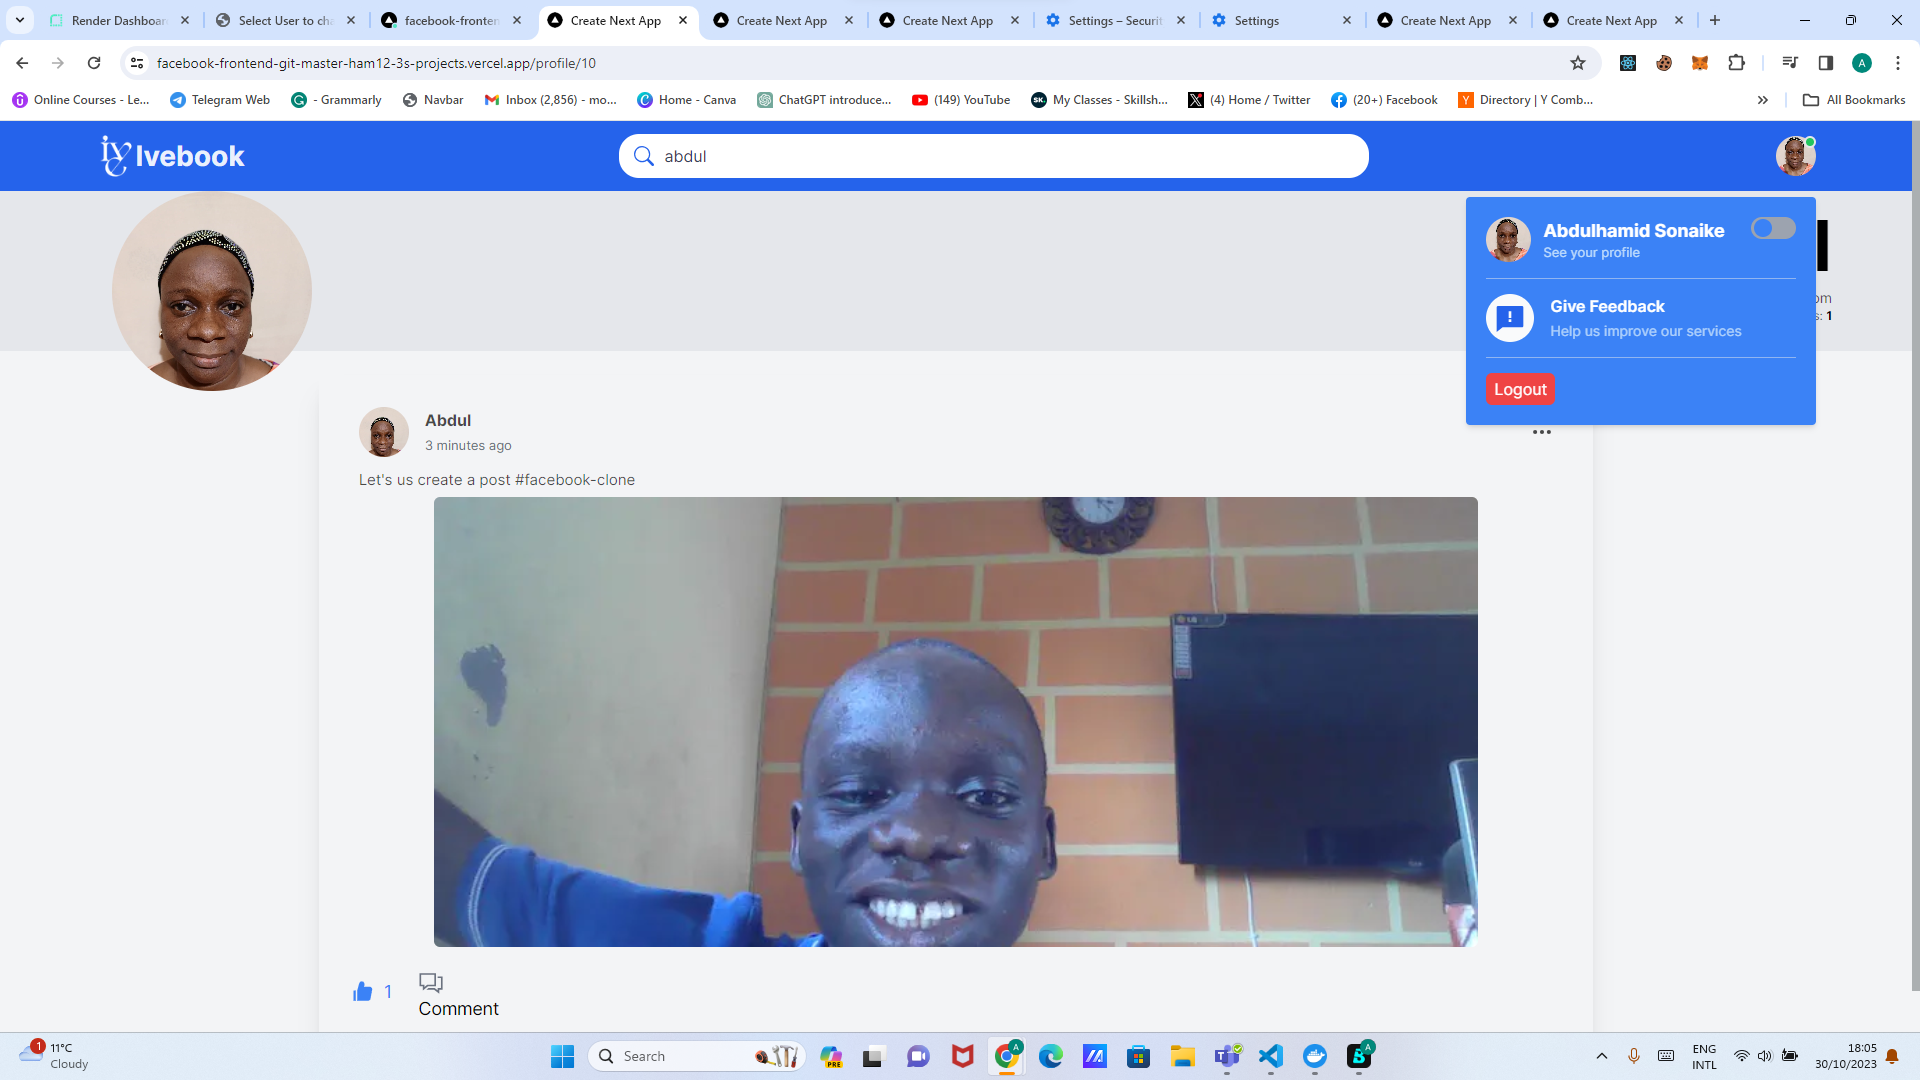 Render Dashboar
Select User to cha
facebook-fronten
Create Next App
Create Next App
Create Next App
Settings – Securit
Settings
Create Next App
Create Next App
facebook-frontend-git-master-ham12-3s-projects.vercel.app/profile/10
A
Online Courses - Le...
Telegram Web
- Grammarly
Navbar
Inbox (2,856) - mo...
Home - Canva
ChatGPT introduce...
(149) YouTube
My Classes - Skillsh...
(4) Home / Twitter
(20+) Facebook
Directory | Y Comb...
All Bookmarks
Ivebook
abdul
Abdulhamid Sonaike
See your profile
Give Feedback
Help us improve our services
om
s: 1
Logout
Abdul
3 minutes ago
Let's us create a post #facebook-clone
1
Comment
1
11°C
Cloudy
Search
PRE
ENG
INTL
18:05
30/10/2023